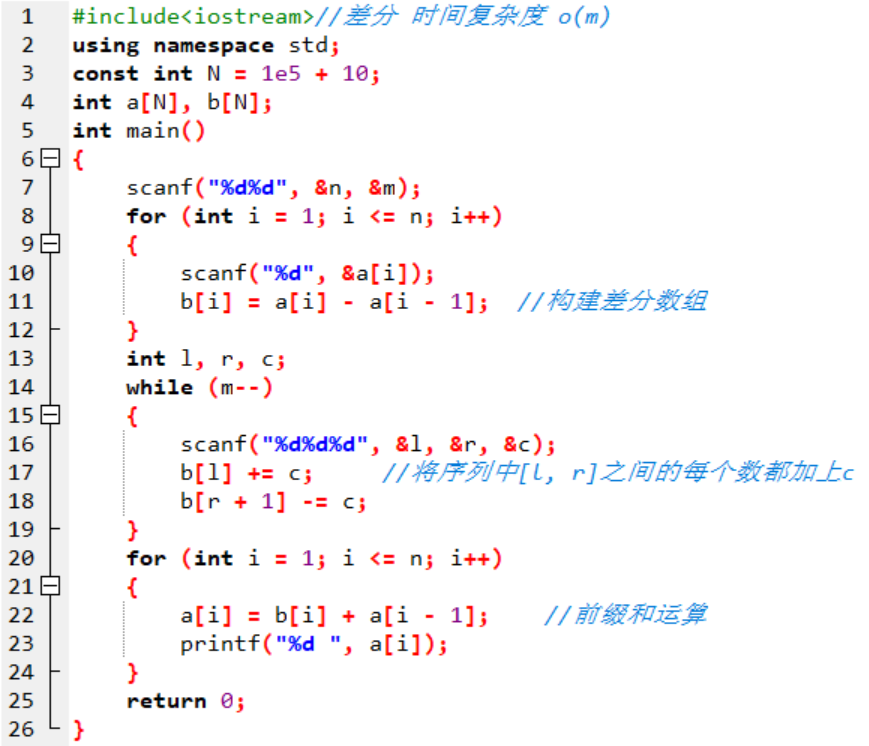 1 #include<iostream>//差分 时间复杂度 o(m)
2 using namespace std;
3 const int N = 1e5 + 10;
4 int a[N], b[N];
5 int main()
6 {
7 scanf("%d%d", &n, &m);
8 for (int i = 1; i <= n; i++)
9 {
10 scanf("%d", &a[i]);
11 b[i] = a[i] - a[i - 1]; //构建差分数组
12 }
13 int l, r, c;
14 while (m--)
15 {
16 scanf("%d%d%d", &l, &r, &c);
17 b[l] += c; //将序列中[l, r]之间的每个数都加上c
18 b[r + 1] -= c;
19 }
20 for (int i = 1; i <= n; i++)
21 {
22 a[i] = b[i] + a[i - 1]; //前缀和运算
23 printf("%d ", a[i]);
24 }
25 return 0;
26 }